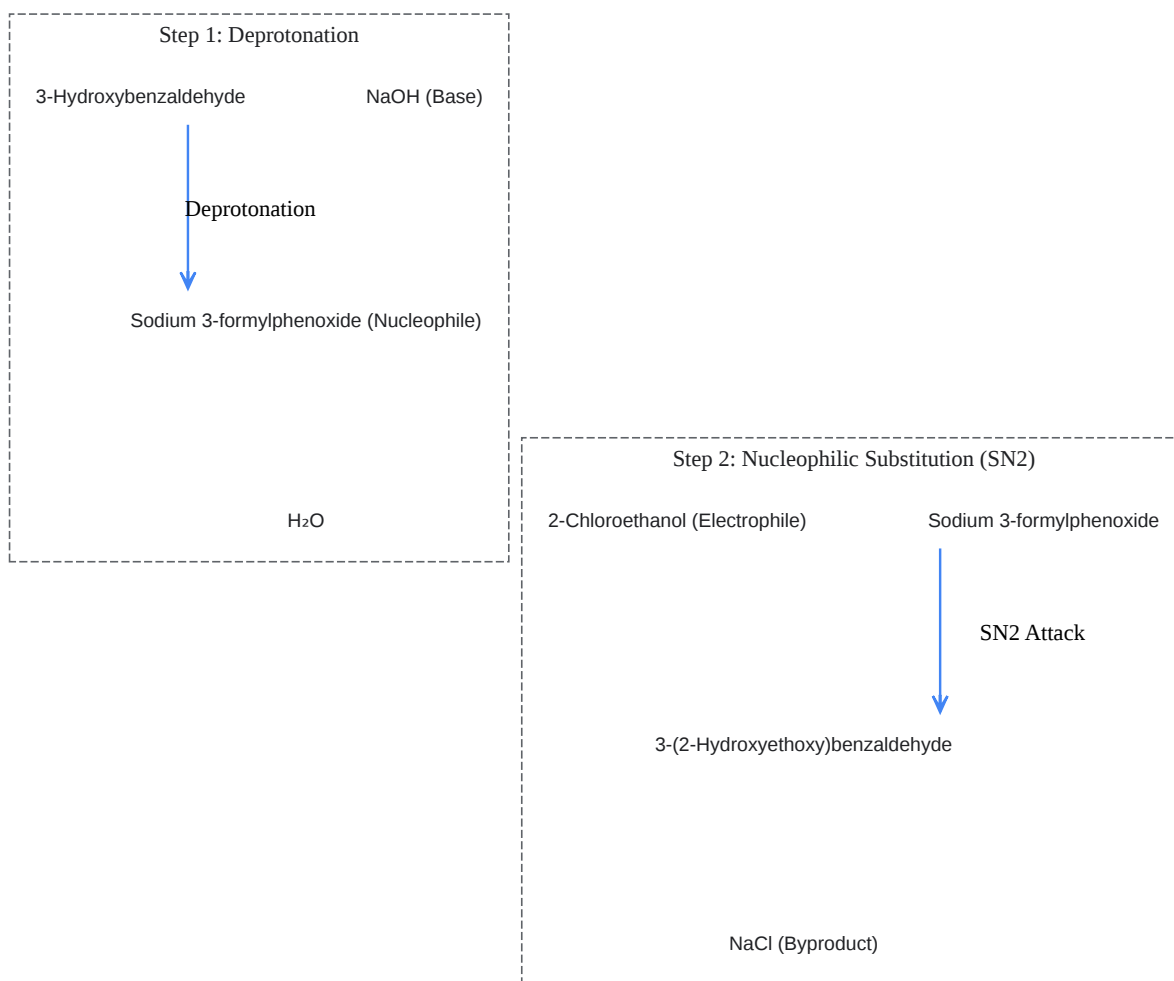 Step 1: Deprotonation
3-Hydroxybenzaldehyde
NaOH (Base)
Deprotonation
Sodium 3-formylphenoxide (Nucleophile)
H₂O
Step 2: Nucleophilic Substitution (SN2)
2-Chloroethanol (Electrophile)
Sodium 3-formylphenoxide
SN2 Attack
3-(2-Hydroxyethoxy)benzaldehyde
NaCl (Byproduct)